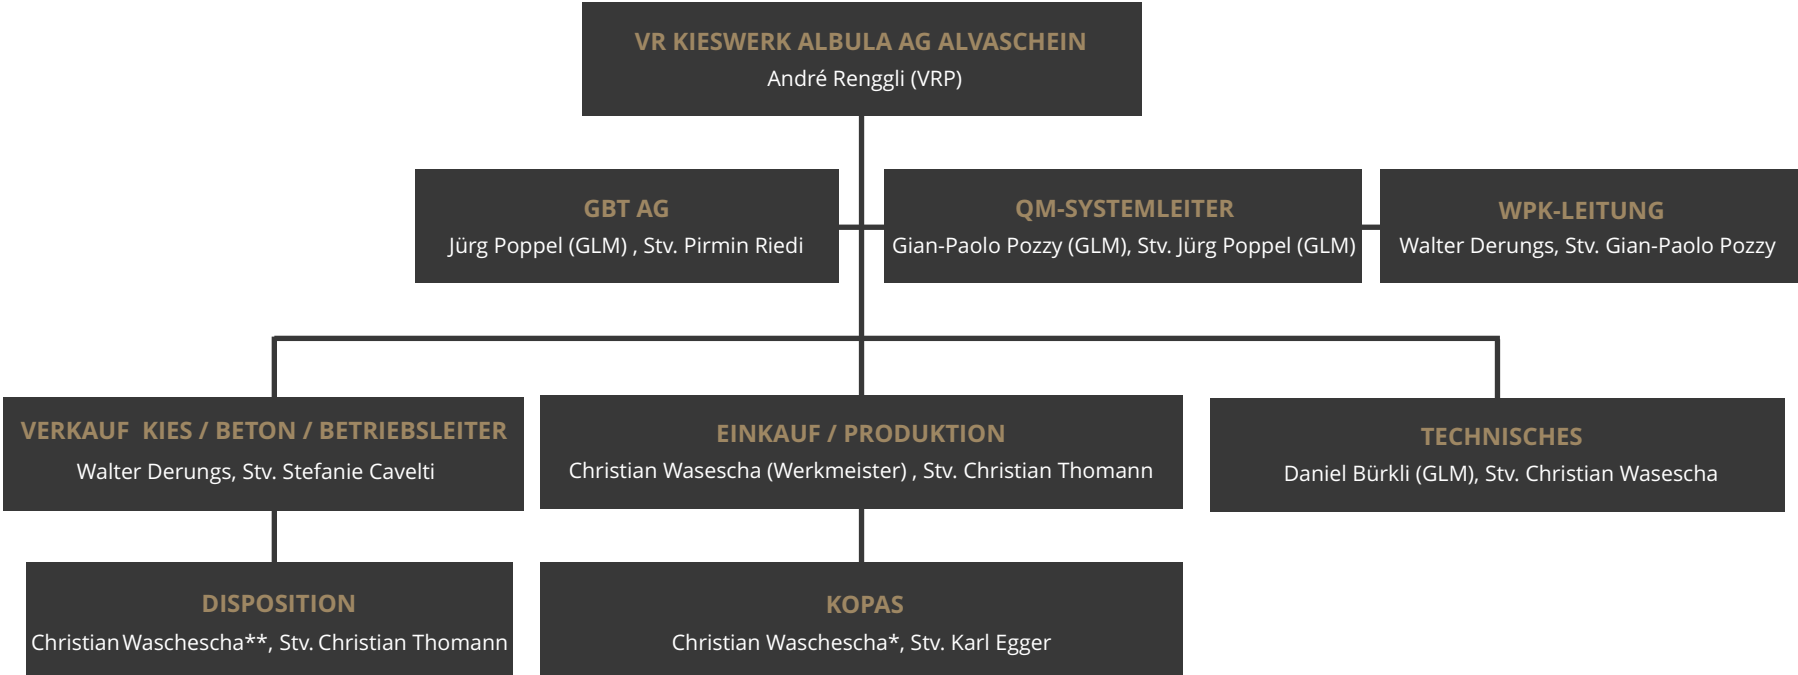 VR KIESWERK ALBULA AG ALVASCHEIN
André Renggli (VRP)
GBT AG
Jürg Poppel (GLM) , Stv. Pirmin Riedi
QM-SYSTEMLEITER
Gian-Paolo Pozzy (GLM), Stv. Jürg Poppel (GLM)
WPK-LEITUNG
Walter Derungs, Stv. Gian-Paolo Pozzy
VERKAUF KIES / BETON / BETRIEBSLEITER
Walter Derungs, Stv. Stefanie Cavelti
EINKAUF / PRODUKTION
Christian Wasescha (Werkmeister) , Stv. Christian Thomann
TECHNISCHES
Daniel Bürkli (GLM), Stv. Christian Wasescha
DISPOSITION
Christian Waschescha**, Stv. Christian Thomann
KOPAS
Christian Waschescha*, Stv. Karl Egger